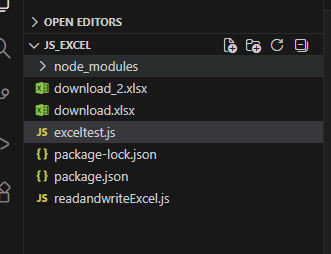 OPEN EDITORS
JS_EXCEL
node_modules
download_2.xlsx
download.xlsx
JS exceltest.js
{} package-lock.json
{} package.json
JS readandwriteExcel.js